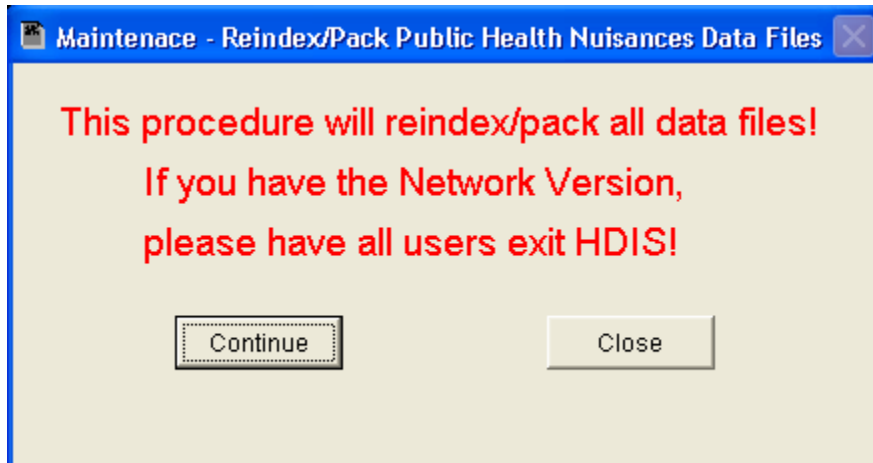 Maintenace - Reindex/Pack Public Health Nuisances Data Files
This procedure will reindex/pack all data files!
If you have the Network Version,
please have all users exit HDIS!
Continue
Close